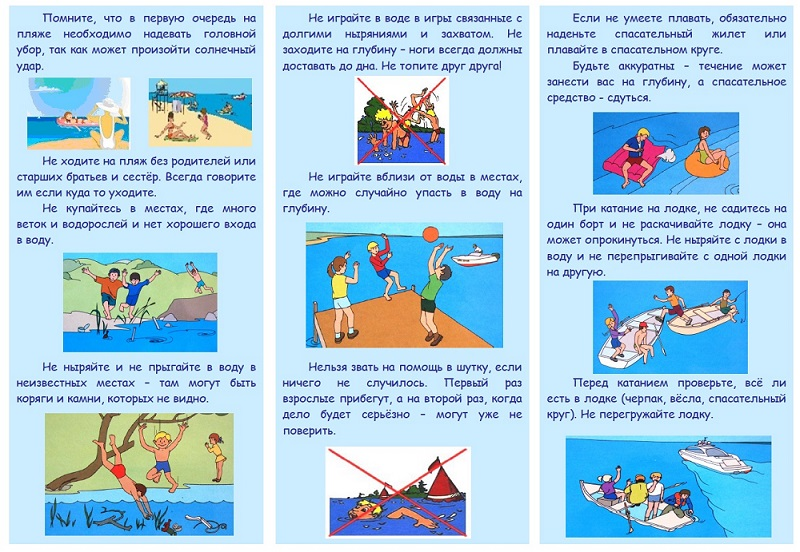 Помните, что в первую очередь на
пляже необходимо надевать головной
убор, так как может произойти солнечный
удар.
Не ходите на пляж без родителей или
старших братьев и сестёр. Всегда говорите
им если куда то уходите.
Не купайтесь в местах, где много
веток и водорослей и нет хорошего входа
в воду.
Не ныряйте и не прыгайте в воду в
неизвестных местах – там могут быть
коряги и камни, которых не видно.
Не играйте в воде в игры связанные с
долгими ныряниями и захватом. Не
заходите на глубину – ноги всегда должны
доставать до дна. Не топите друг друга!
Не играйте вблизи от воды в местах,
где можно случайно упасть в воду на
глубину.
Нельзя звать на помощь в шутку, если
ничего не случилось. Первый раз
взрослые прибегут, а на второй раз, когда
дело будет серьёзно – могут уже не
поверить.
Если не умеете плавать, обязательно
наденьте спасательный жилет или
плавайте в спасательном круге.
Будьте аккуратны – течение может
занести вас на глубину, а спасательное
средство - сдуться.
При катание на лодке, не садитесь на
один борт и не раскачивайте лодку – она
может опрокинуться. Не ныряйте с лодки в
воду и не перепрыгивайте с одной лодки
на другую.
Перед катанием проверьте, всё ли
есть в лодке (черпак, вёсла, спасательный
круг). Не перегружайте лодку.